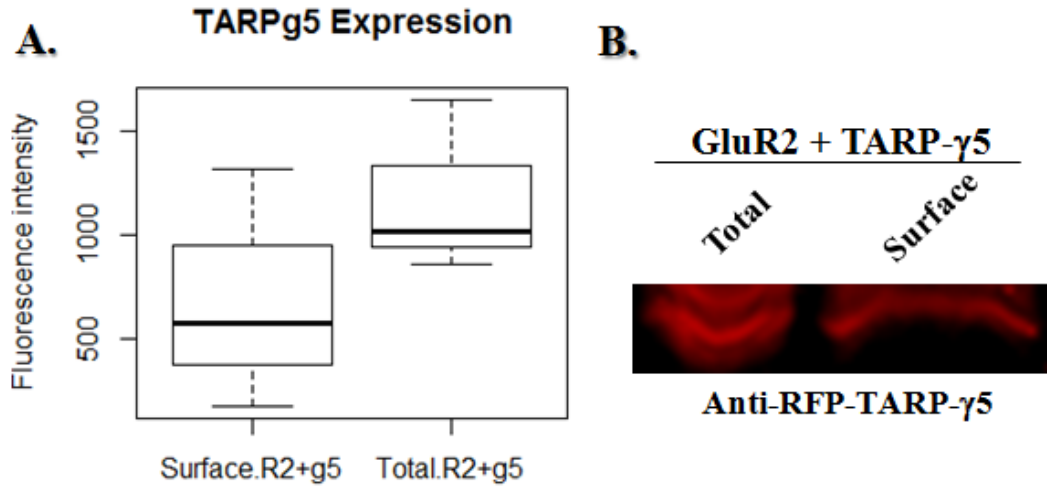 A.
TARPg5 Expression
Fluorescence intensity
1500
1000
500
Surface.R2+g5
Total.R2+g5
B.
GluR2 + TARP-γ5
Total
Surface
Anti-RFP-TARP-γ5